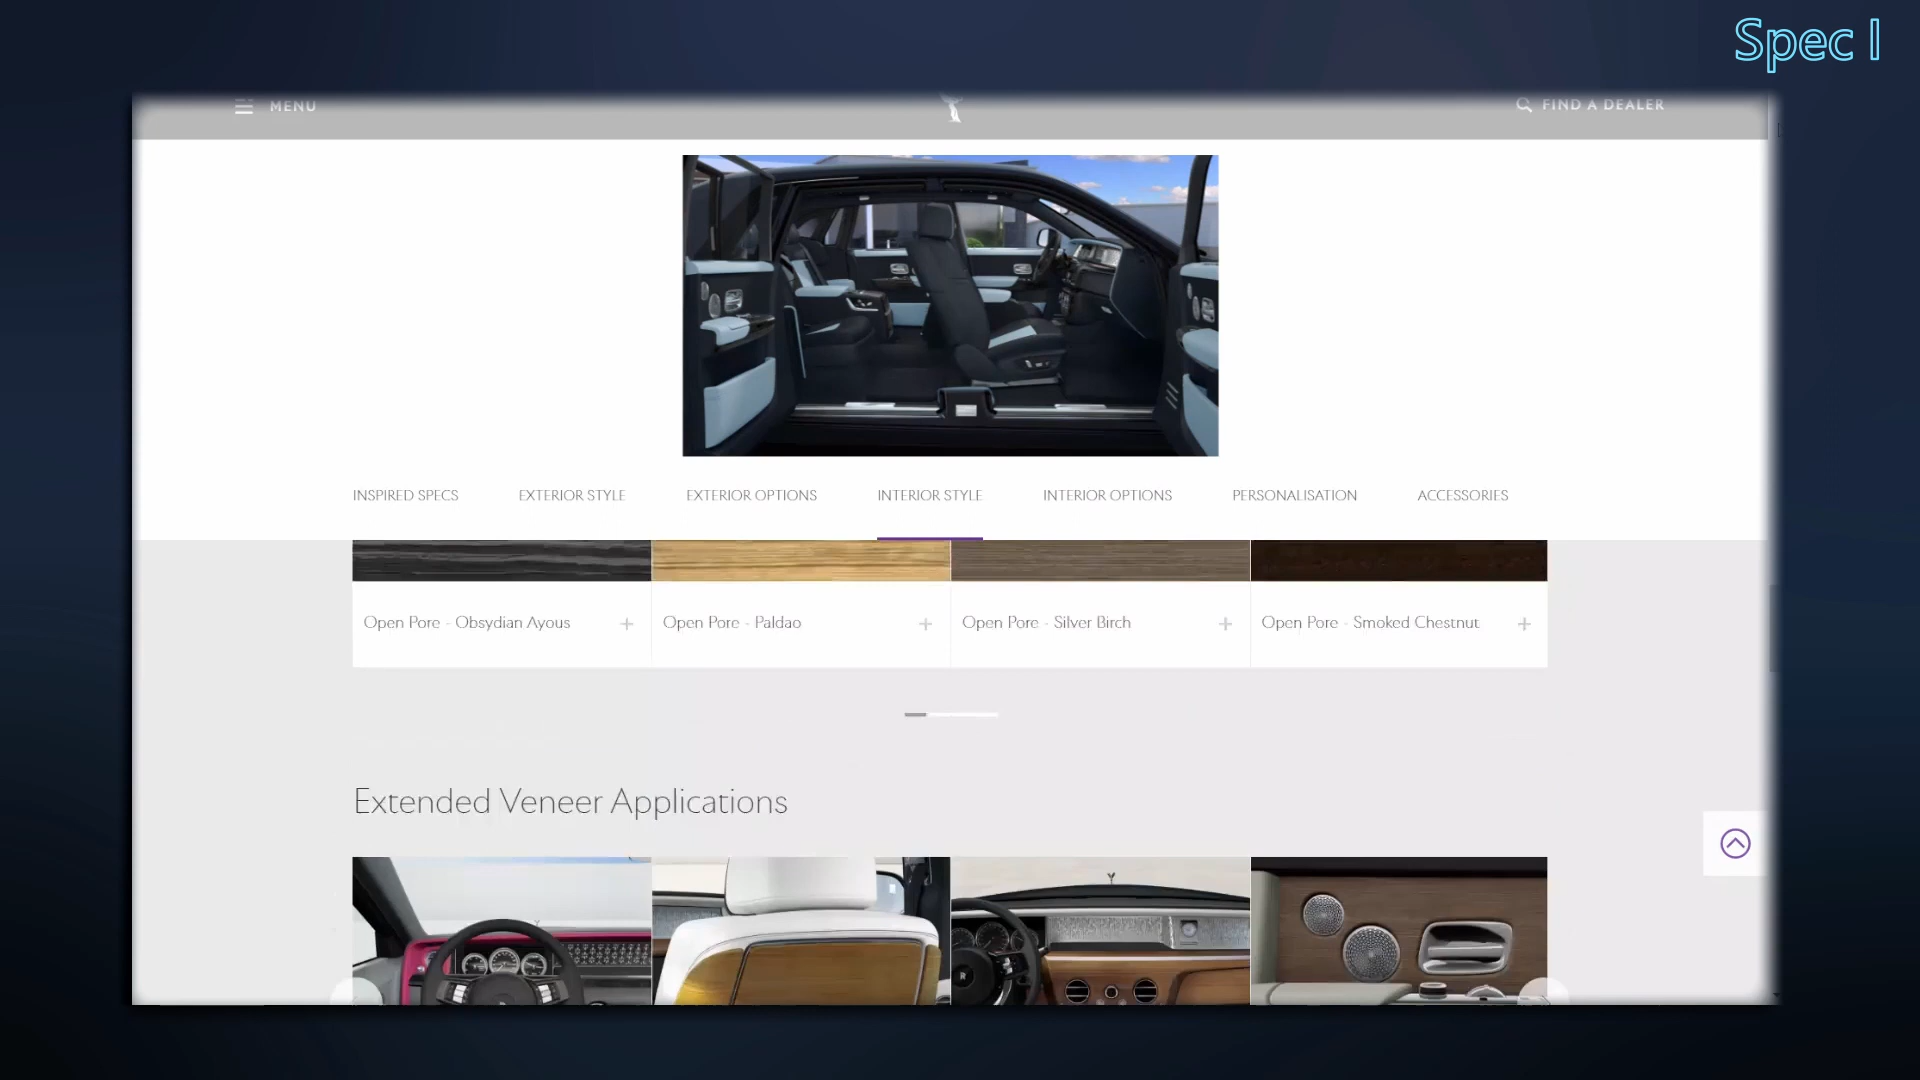 Spec I
MENU
FIND A DEALER
INSPIRED SPECS
EXTERIOR STYLE
EXTERIOR OPTIONS
INTERIOR STYLE
INTERIOR OPTIONS
PERSONALISATION
ACCESSORIES
Open Pore - Obsydian Ayous
Open Pore - Paldao
Open Pore - Silver Birch
Open Pore - Smoked Chestnut
Extended Veneer Applications